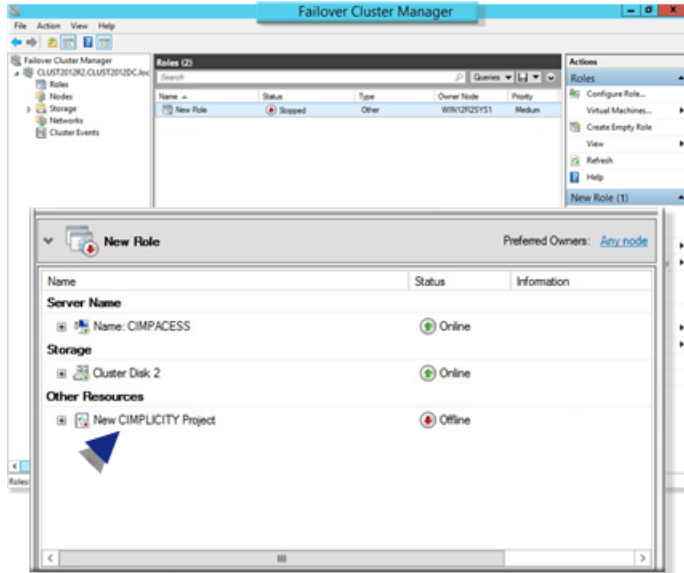 Failover Cluster Manager
File Action View Help
Failover Cluster Manager
CLUST2012R2.CLUST2012DC.loc
Roles
Nodes
Storage
Networks
Cluster Events
Roles (2)
Search
Queries
Name Status Type Owner Node Priority
New Role Stopped Other WIN12R2SYS1 Medium
Actions
Roles
Configure Role...
Virtual Machines...
Create Empty Role
View
Refresh
Help
New Role (1)
New Role
Preferred Owners: Any node
Name Status Information
Server Name
Name: CIMPACESS Online
Storage
Cluster Disk 2 Online
Other Resources
New CIMPLICITY Project Offline
Roles: